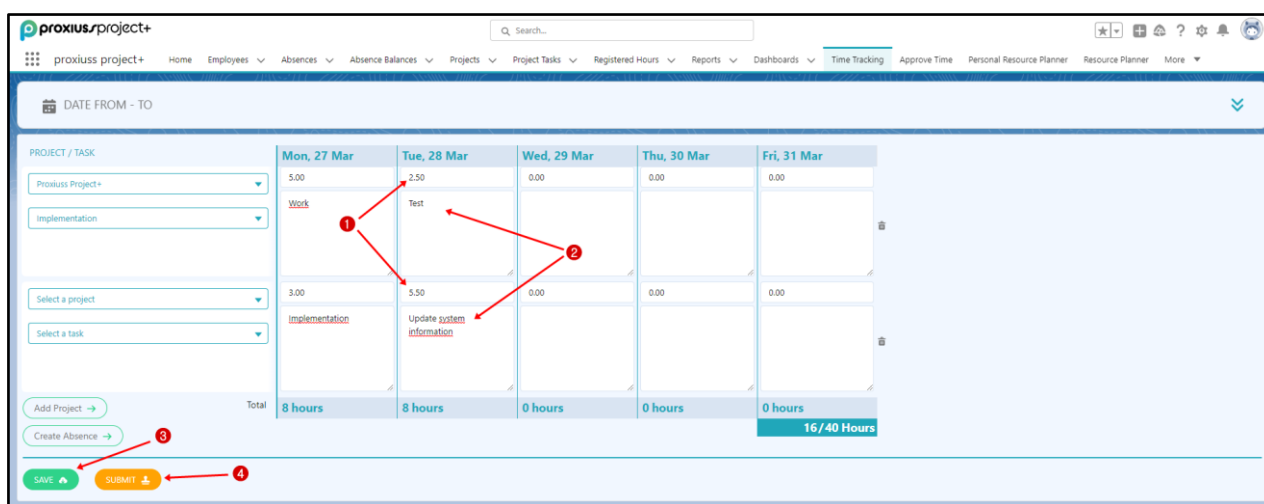 proxius project+
Search...
proxiuss project+ Home Employees Absences Absence Balances Projects Project Tasks Registered Hours Reports Dashboards Time Tracking Approve Time Personal Resource Planner Resource Planner More
DATE FROM - TO
PROJECT / TASK Mon, 27 Mar Tue, 28 Mar Wed, 29 Mar Thu, 30 Mar Fri, 31 Mar
Proxiuss Project+ 5.00 2.50 0.00 0.00 0.00
Implementation Work Test
1
2
Select a project 3.00 5.50 0.00 0.00 0.00
Select a task Implementation Update system
information
Add Project → Total 8 hours 8 hours 0 hours 0 hours 0 hours
Create Absence → 3 16/40 Hours
SAVE SUBMIT 4